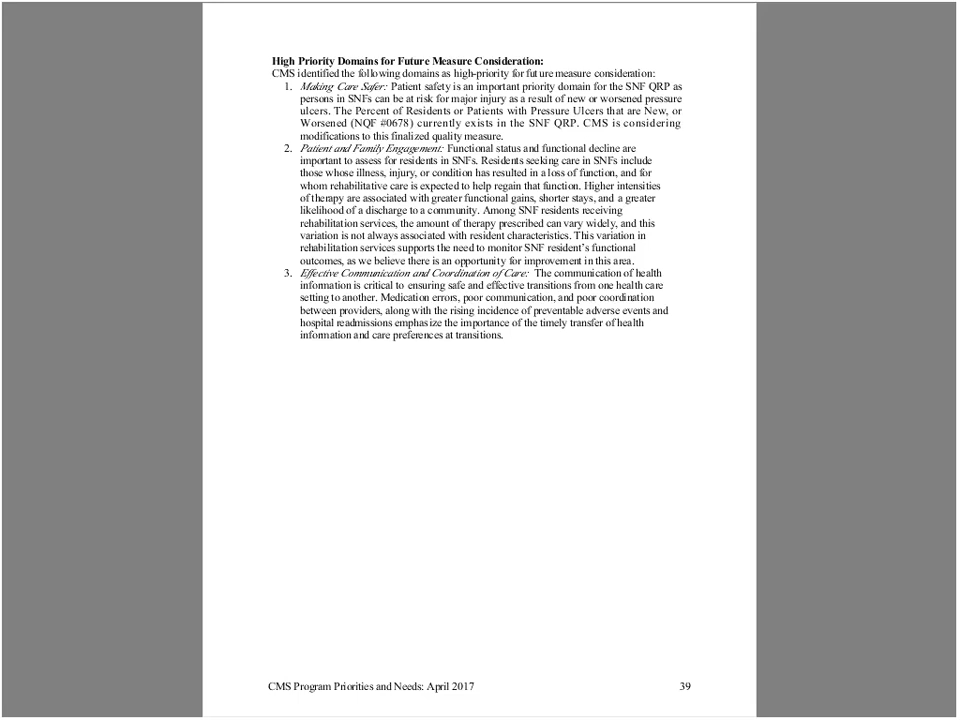 High Priority Domains for Future Measure Consideration:
CMS identified the following domains as high-priority for future measure consideration:
1. Making Care Safer: Patient safety is an important priority domain for the SNF QRP as
persons in SNFs can be at risk for major injury as a result of new or worsened pressure
ulcers. The Percent of Residents or Patients with Pressure Ulcers that are New, or
Worsened (NQF #0678) currently exists in the SNF QRP. CMS is considering
modifications to this finalized quality measure.
2. Patient and Family Engagement: Functional status and functional decline are
important to assess for residents in SNFs. Residents seeking care in SNFs include
those whose illness, injury, or condition has resulted in a loss of function, and for
whom rehabilitative care is expected to help regain that function. Higher intensities
of therapy are associated with greater functional gains, shorter stays, and a greater
likelihood of a discharge to a community. Among SNF residents receiving
rehabilitation services, the amount of therapy prescribed can vary widely, and this
variation is not always associated with resident characteristics. This variation in
rehabilitation services supports the need to monitor SNF resident's functional
outcomes, as we believe there is an opportunity for improvement in this area.
3. Effective Communication and Coordination of Care: The communication of health
information is critical to ensuring safe and effective transitions from one health care
setting to another. Medication errors, poor communication, and poor coordination
between providers, along with the rising incidence of preventable adverse events and
hospital readmissions emphasize the importance of the timely transfer of health
information and care preferences at transitions.
CMS Program Priorities and Needs: April 2017 39